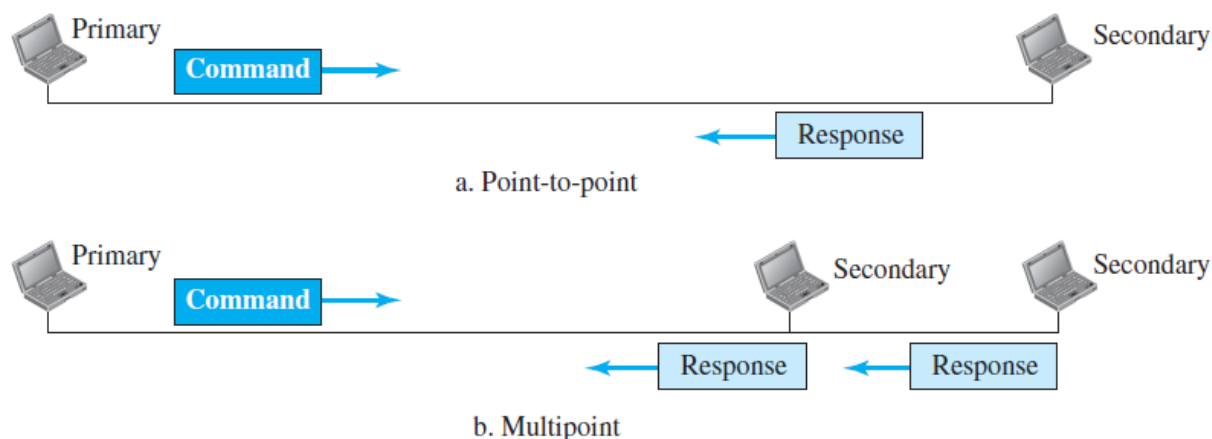 Primary
Command
Secondary
Response
a. Point-to-point
Primary
Command
Secondary
Secondary
Response
Response
b. Multipoint